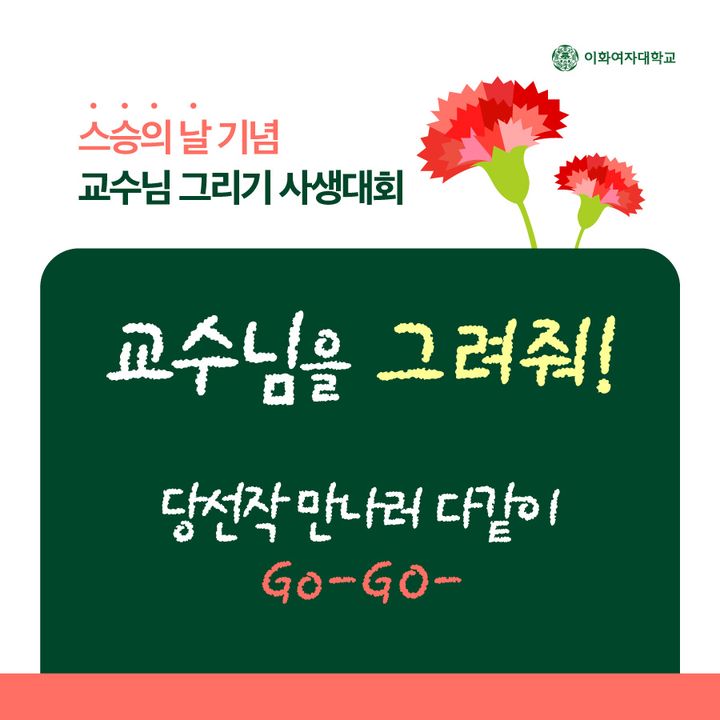 이화여자대학교
스승의 날 기념
교수님 그리기 사생대회
교수님을 그려줘!
당선작 만나러 다같이
GO-GO-